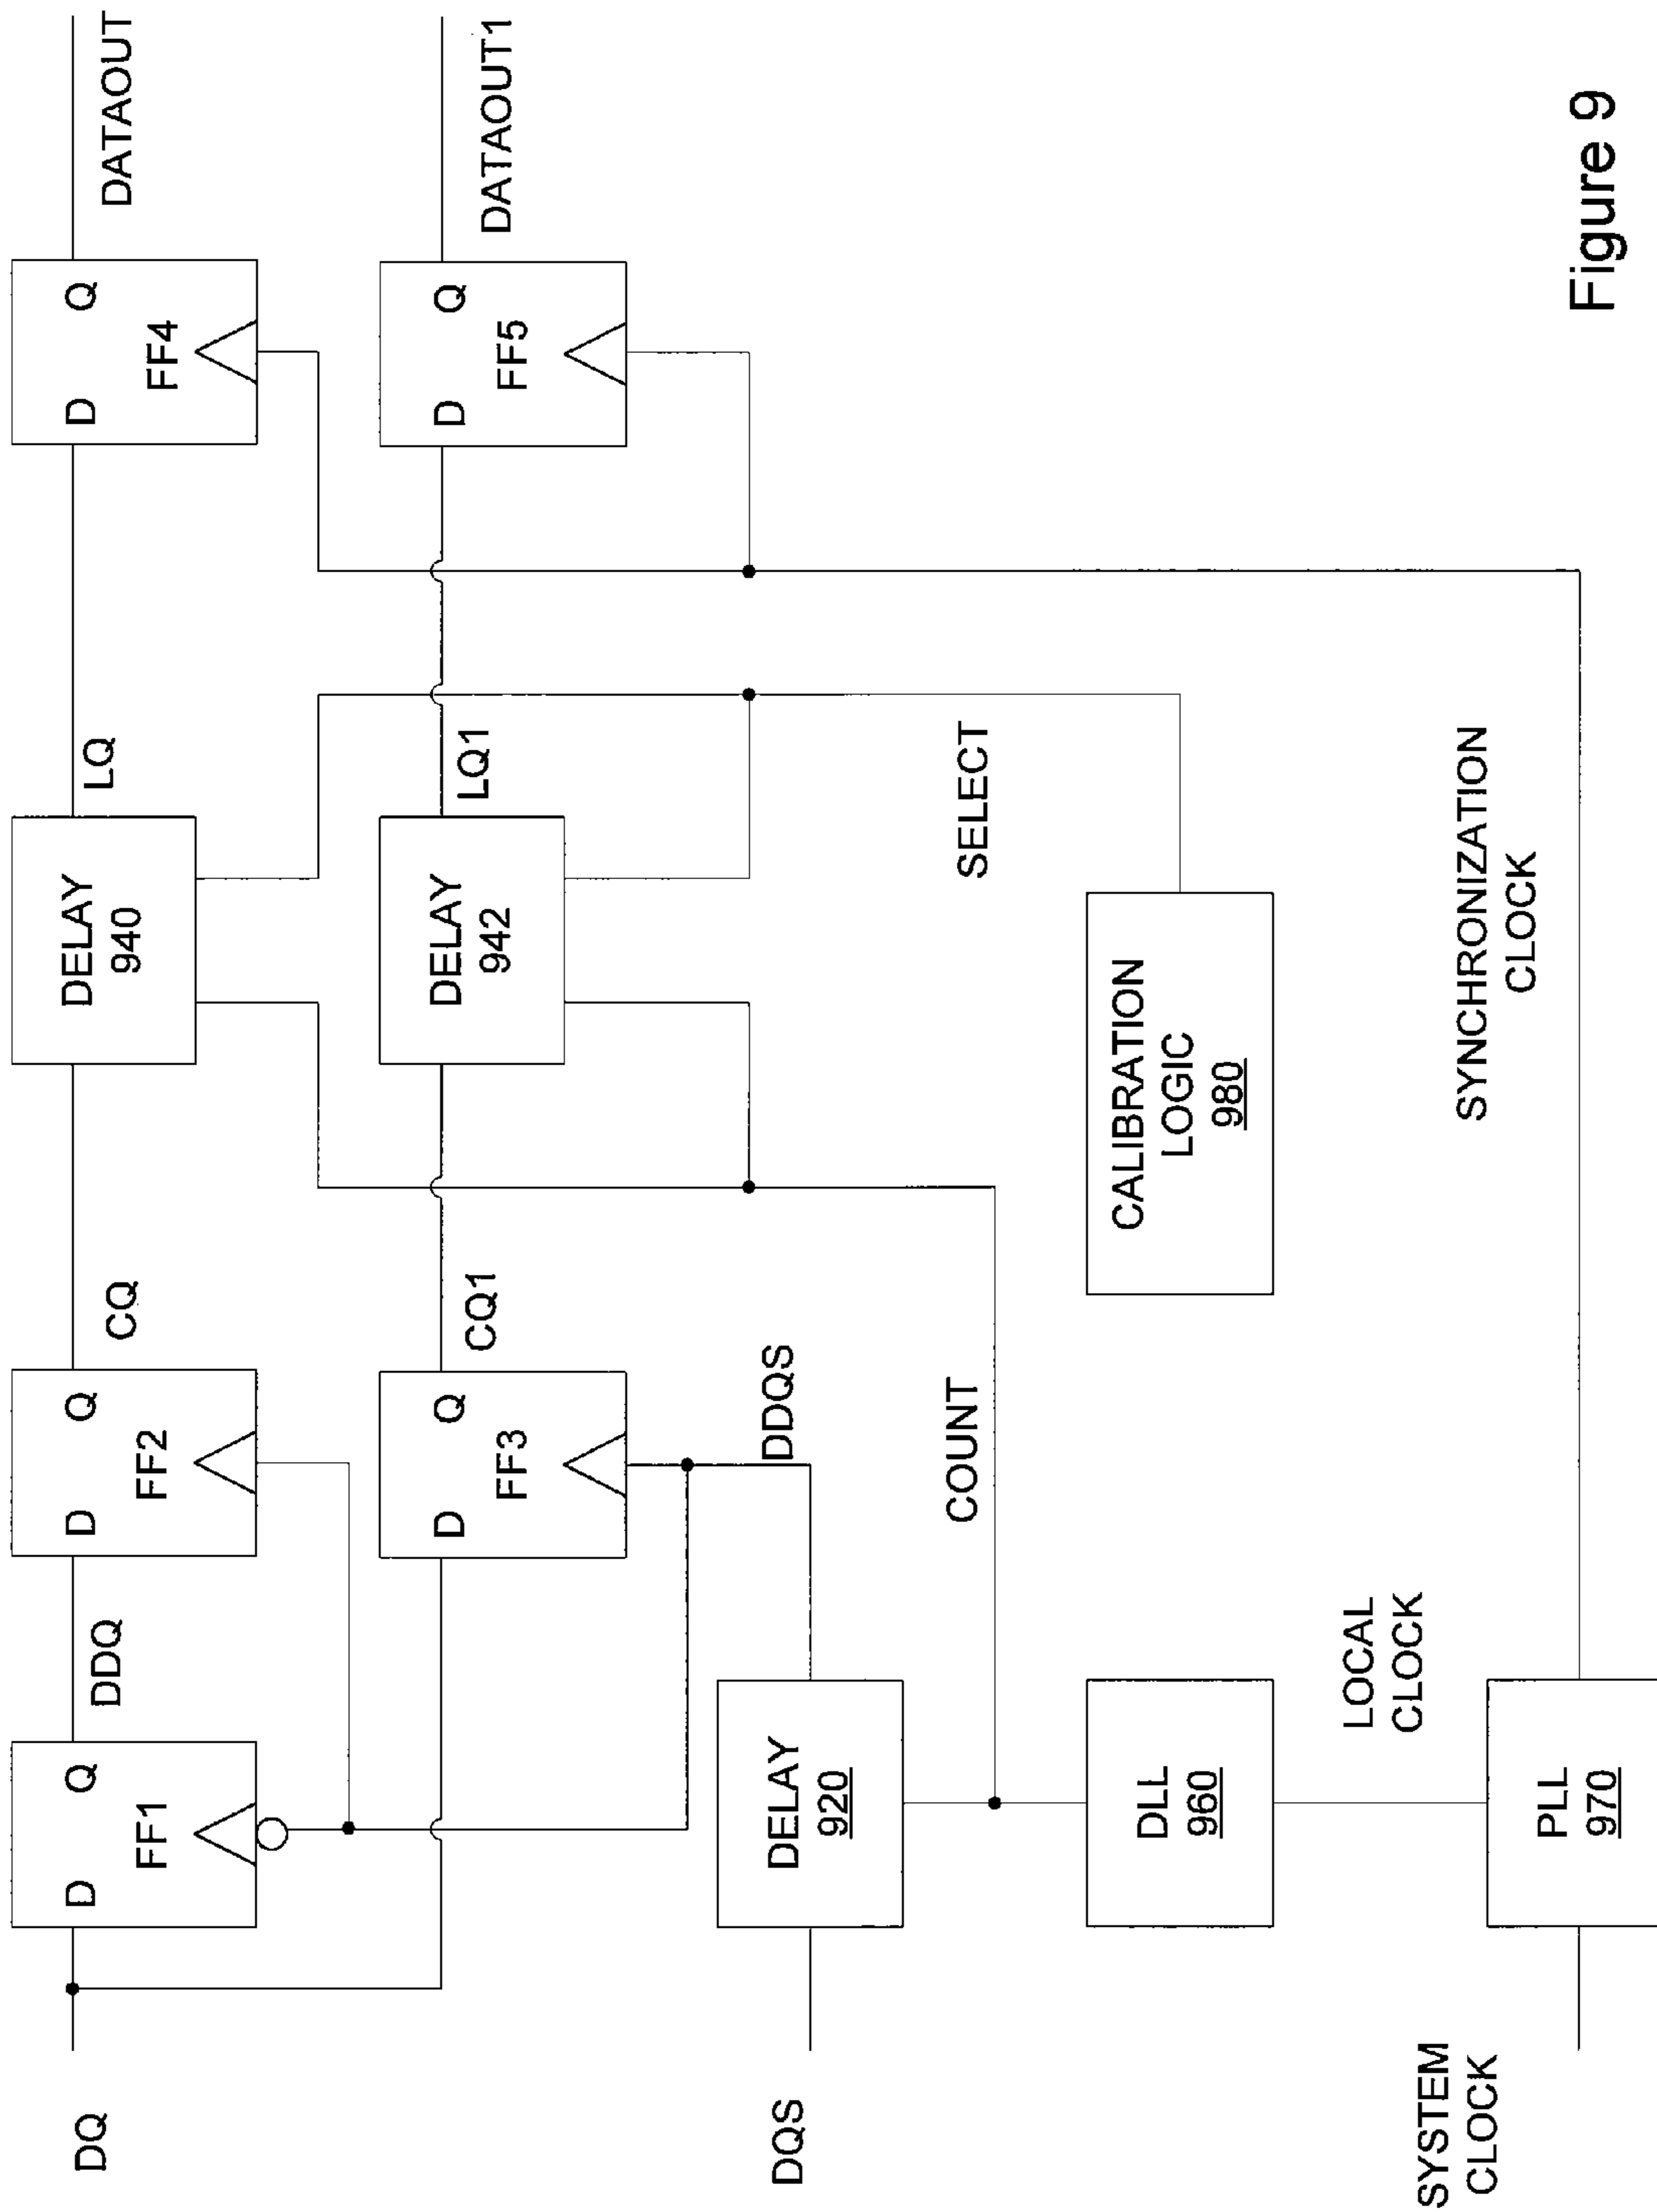 DQ
D Q
FF1
DDQ
D Q
FF2
CQ
DELAY
940
LQ
D Q
FF4
DATAOUT
D Q
FF3
CQ1
DELAY
942
LQ1
D Q
FF5
DATAOUT1
DQS
DELAY
920
DDQS
COUNT
SELECT
DLL
960
CALIBRATION
LOGIC
980
LOCAL
CLOCK
SYSTEM
CLOCK
PLL
970
SYNCHRONIZATION
CLOCK
Figure 9